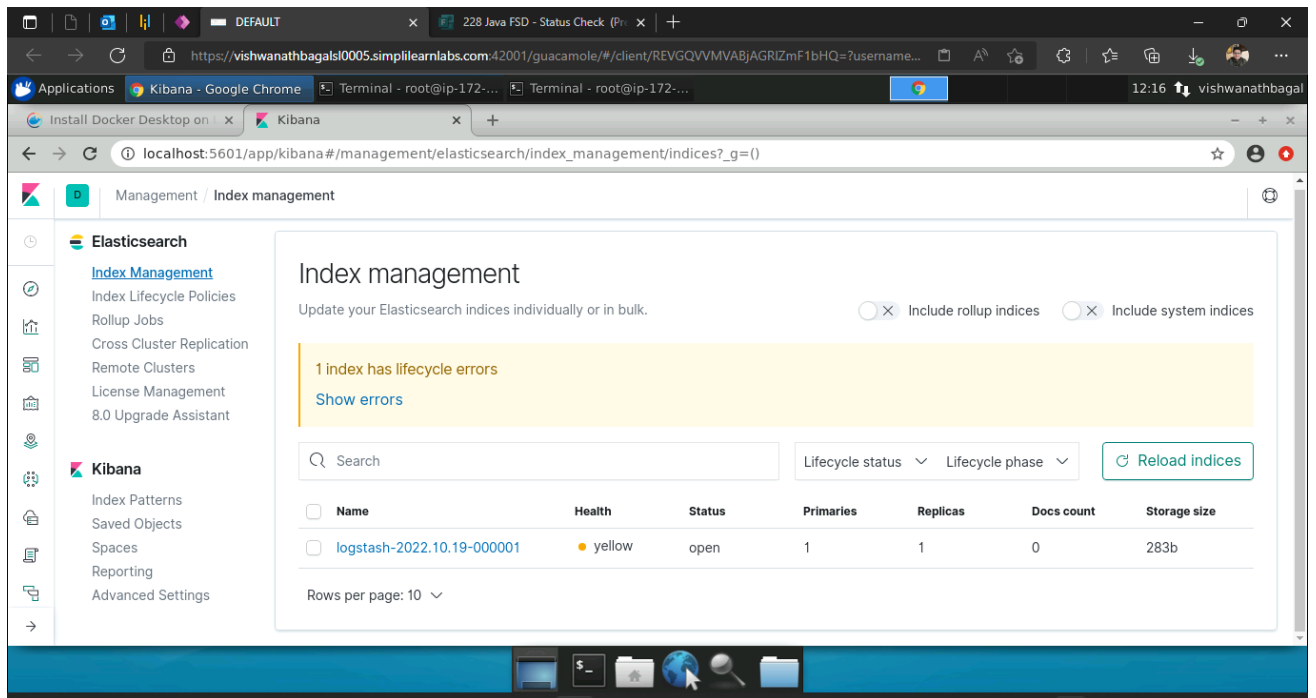 DEFAULT
228 Java FSD - Status Check (Pr
https://vishwanathbagalsl0005.simplilearnlabs.com:42001/guacamole/#/client/REVGQVVMVABjAGRlZmF1bHQ=?username...
Applications Kibana - Google Chrome Terminal - root@ip-172-... Terminal - root@ip-172-... 12:16 vishwanathbagal
Install Docker Desktop on Kibana
localhost:5601/app/kibana#/management/elasticsearch/index_management/indices?_g=()
D Management / Index management
Elasticsearch
Index Management
Index Lifecycle Policies
Rollup Jobs
Cross Cluster Replication
Remote Clusters
License Management
8.0 Upgrade Assistant
Kibana
Index Patterns
Saved Objects
Spaces
Reporting
Advanced Settings
Index management
Update your Elasticsearch indices individually or in bulk.
Include rollup indices Include system indices
1 index has lifecycle errors
Show errors
Search Lifecycle status Lifecycle phase Reload indices
Name Health Status Primaries Replicas Docs count Storage size
logstash-2022.10.19-000001 yellow open 1 1 0 283b
Rows per page: 10